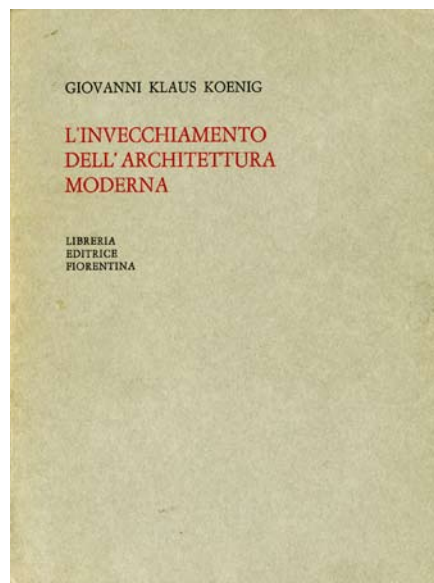 GIOVANNI KLAUS KOENIG
L'INVECCHIAMENTO
DELL'ARCHITETTURA
MODERNA
LIBRERIA
EDITRICE
FIORENTINA